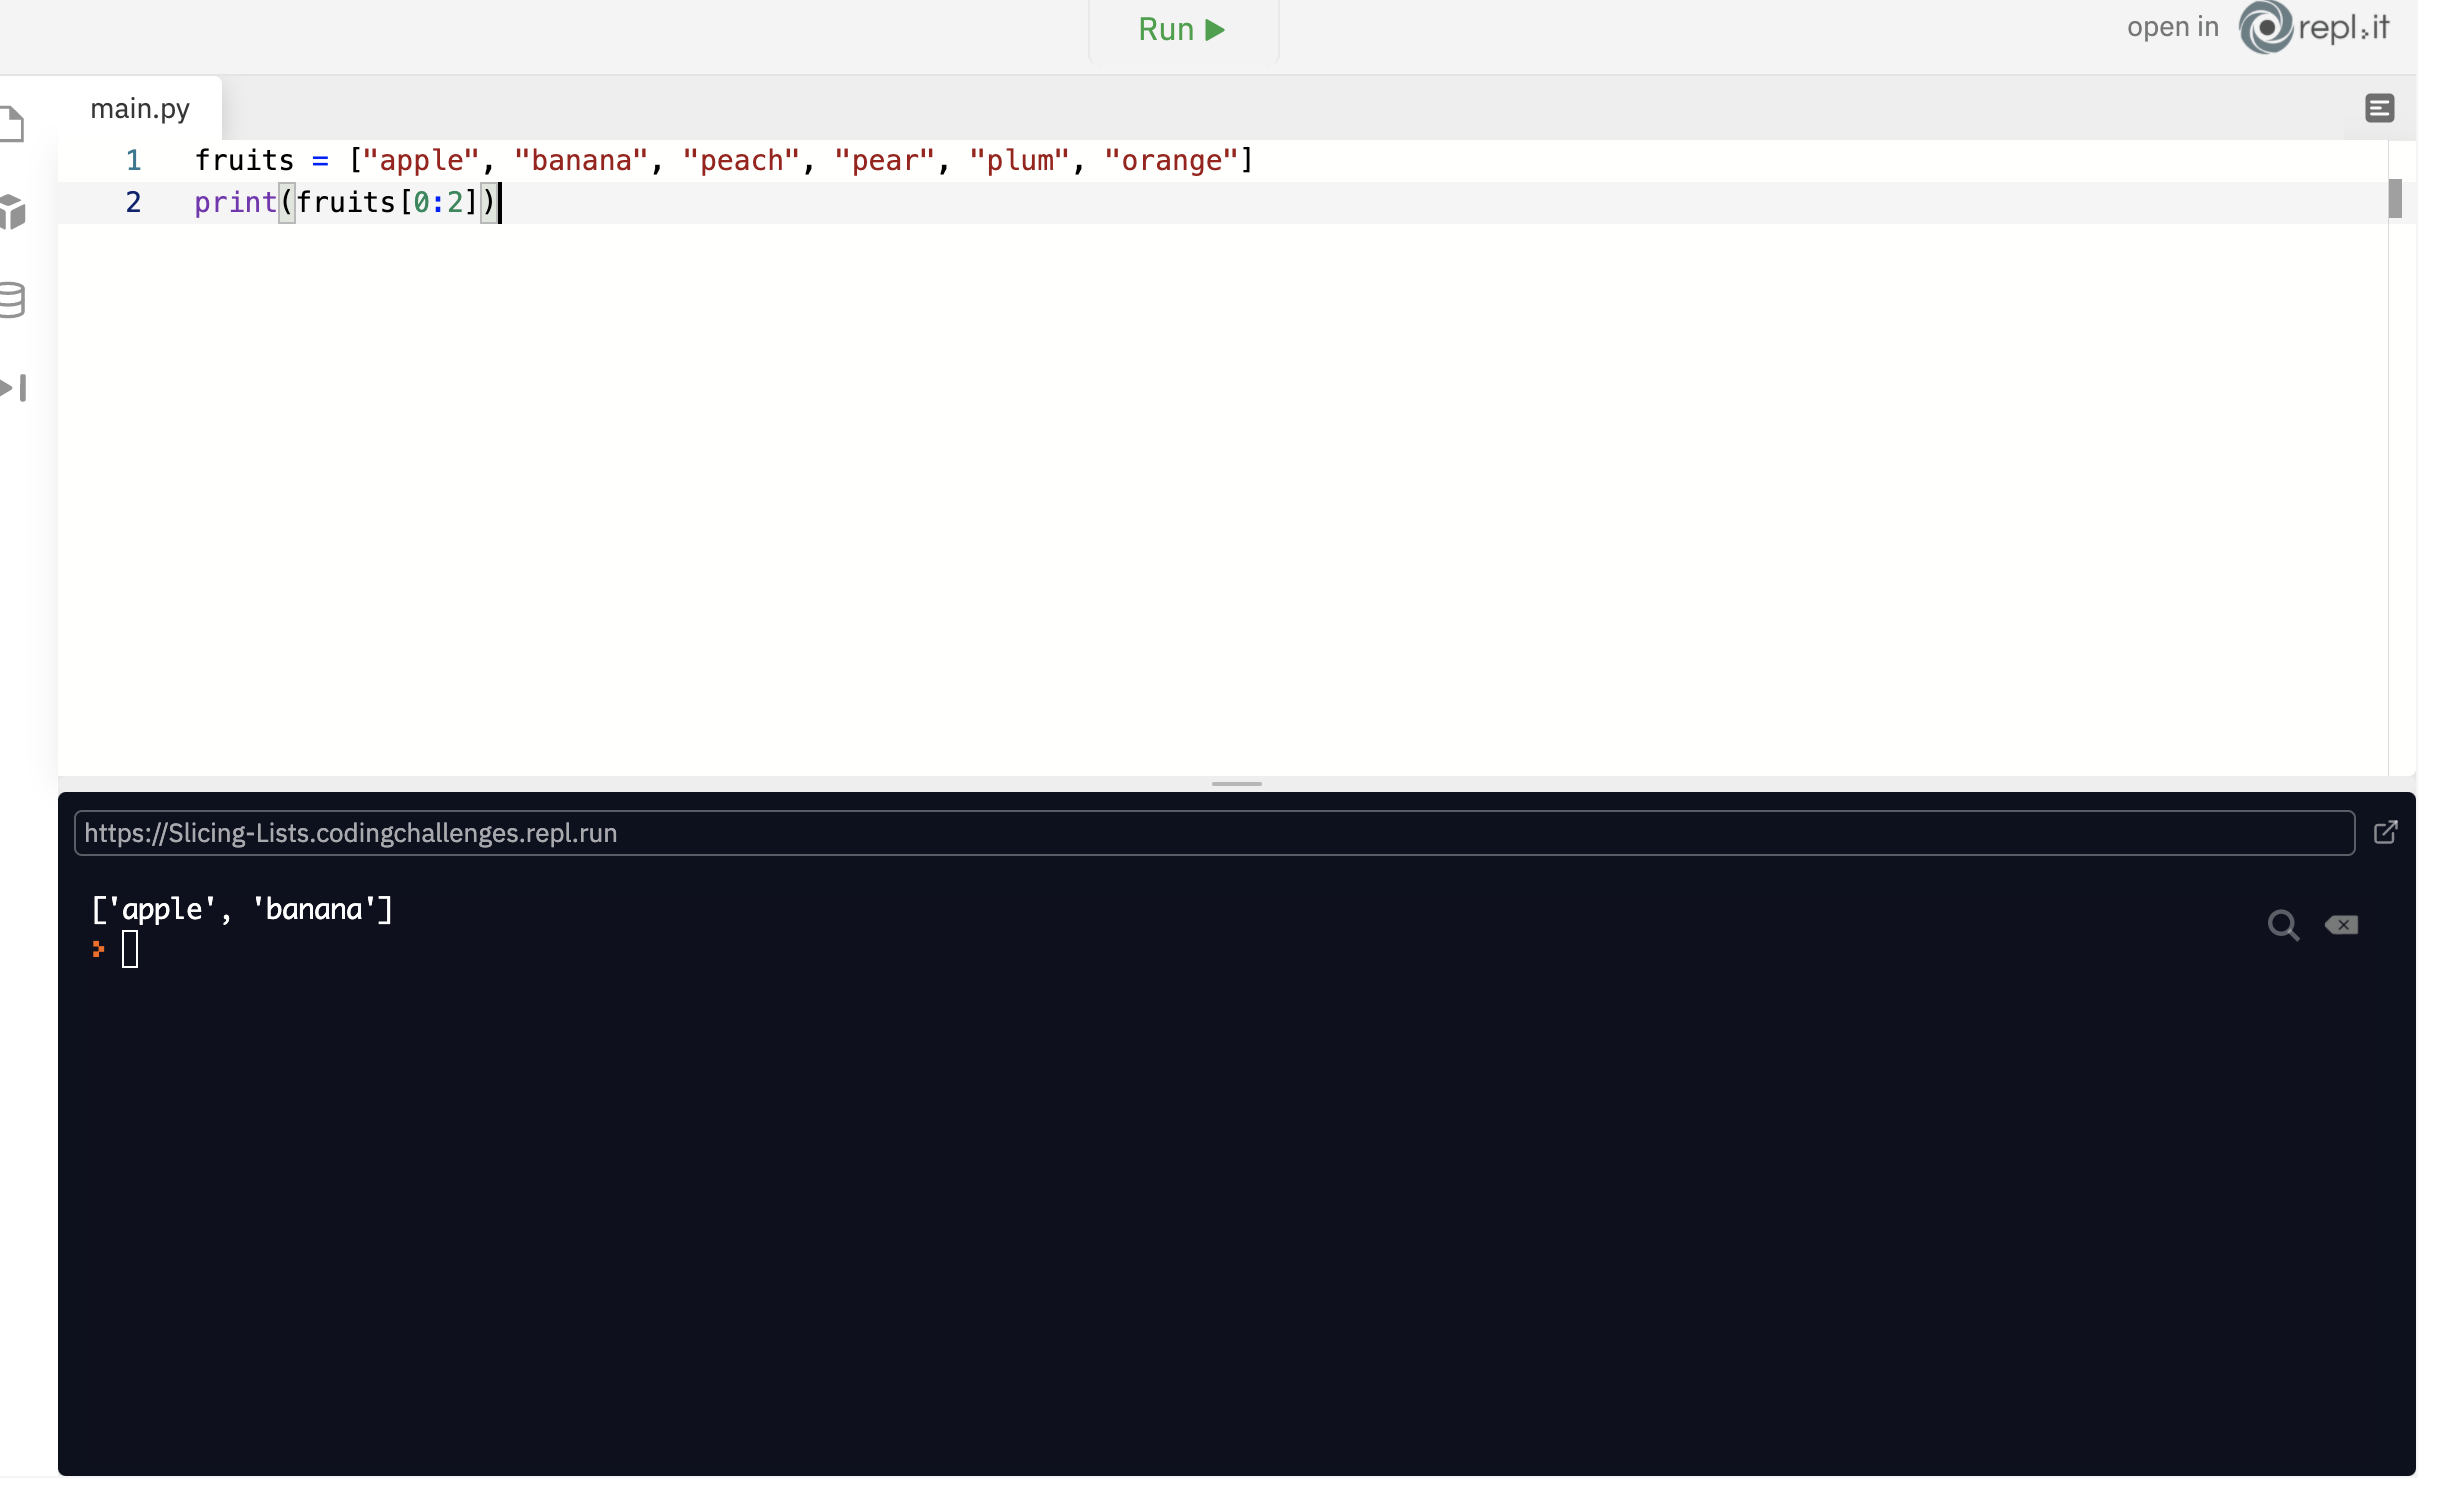 Run
open in repl.it
main.py
1 fruits = ["apple", "banana", "peach", "pear", "plum", "orange"]
2 print(fruits[0:2])
https://Slicing-Lists.codingchallenges.repl.run
['apple', 'banana']